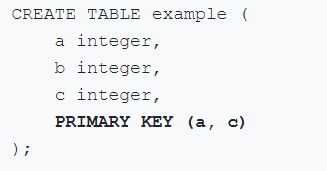 CREATE TABLE example (
    a integer,
    b integer,
    c integer,
    PRIMARY KEY (a, c)
);